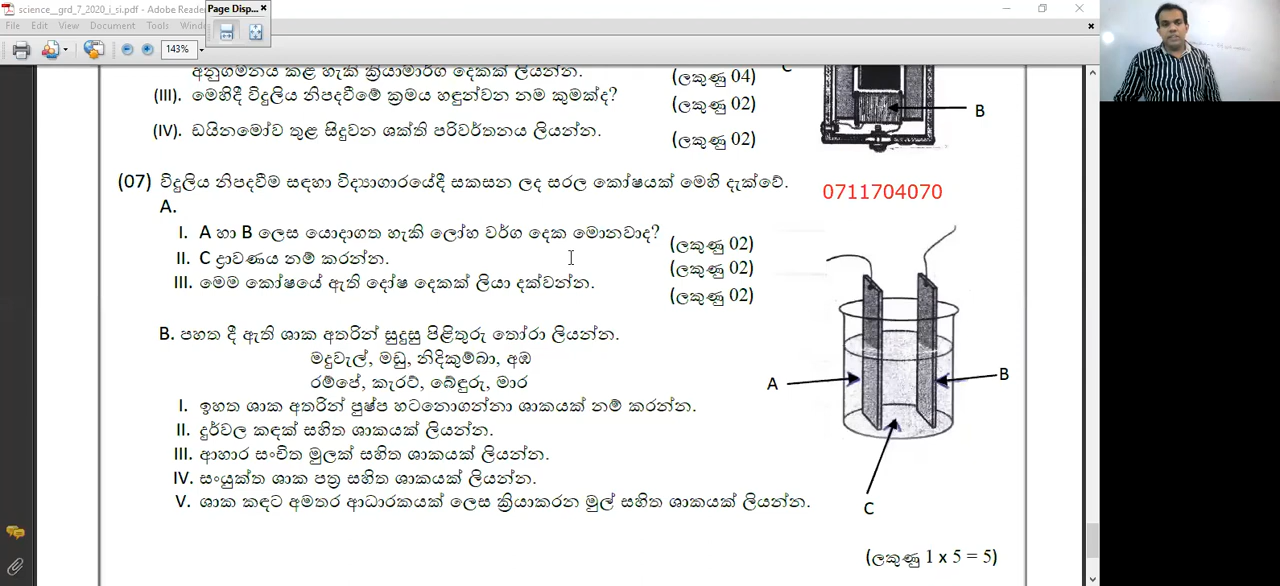 science__grd_7_2020_i_si.pdf - Adobe Reader
Page Disp...
File Edit View Document Tools Window
143%
අනුගමනය කළ හැකි ක්‍රියාමාර්ග දෙකක් ලියන්න. (ලකුණු 04)
C
(III). මෙහිදී විදුලිය නිපදවීමේ ක්‍රමය හඳුන්වන නම කුමක්ද? (ලකුණු 02)
B
(IV). ඩයිනමෝව තුළ සිදුවන ශක්ති පරිවර්තනය ලියන්න. (ලකුණු 02)
(07) විදුලිය නිපදවීම සඳහා විද්‍යාගාරයේදී සකසන ලද සරල කෝෂයක් මෙහි දැක්වේ.
0711704070
A.
I. A හා B ලෙස යොදාගත හැකි ලෝහ වර්ග දෙක මොනවාද? (ලකුණු 02)
II. C ද්‍රාවණය නම් කරන්න. (ලකුණු 02)
III. මෙම කෝෂයේ ඇති දෝෂ දෙකක් ලියා දක්වන්න. (ලකුණු 02)
B. පහත දී ඇති ශාක අතරින් සුදුසු පිළිතුරු තෝරා ලියන්න.
මදුවැල්, මඩු, නිදිකුම්බා, අඹ
රම්පේ, කැරට්, බේඳුරු, මාර
A
B
I. ඉහත ශාක අතරින් පුෂ්ප හටනොගන්නා ශාකයක් නම් කරන්න.
II. දුර්වල කඳක් සහිත ශාකයක් ලියන්න.
III. ආහාර සංචිත මුලක් සහිත ශාකයක් ලියන්න.
IV. සංයුක්ත ශාක පත්‍ර සහිත ශාකයක් ලියන්න.
V. ශාක කඳට අමතර ආධාරකයක් ලෙස ක්‍රියාකරන මුල් සහිත ශාකයක් ලියන්න.
C
(ලකුණු 1 x 5 = 5)